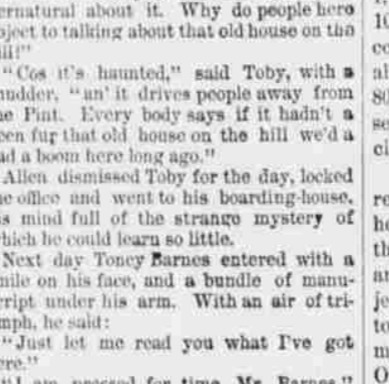 ernatural about it. Why do people here
bject to talking about that old house on the
ill?"
"Cos it's haunted," said Toby, with a
hudder, "an' it drives people away from
he Pint. Every body says if it hadn't a
een fur that old house on the hill we'd a
ad a boom here long ago."
Allen dismissed Toby for the day, locked
he office and went to his boarding-house,
is mind full of the strange mystery of
hich he could learn so little.
Next day Toney Barnes entered with a
mile on his face, and a bundle of manu-
cript under his arm. With an air of tri-
mph, he said:
"Just let me read you what I've got
ere."
"I am pressed for time, Mr. Barnes,"